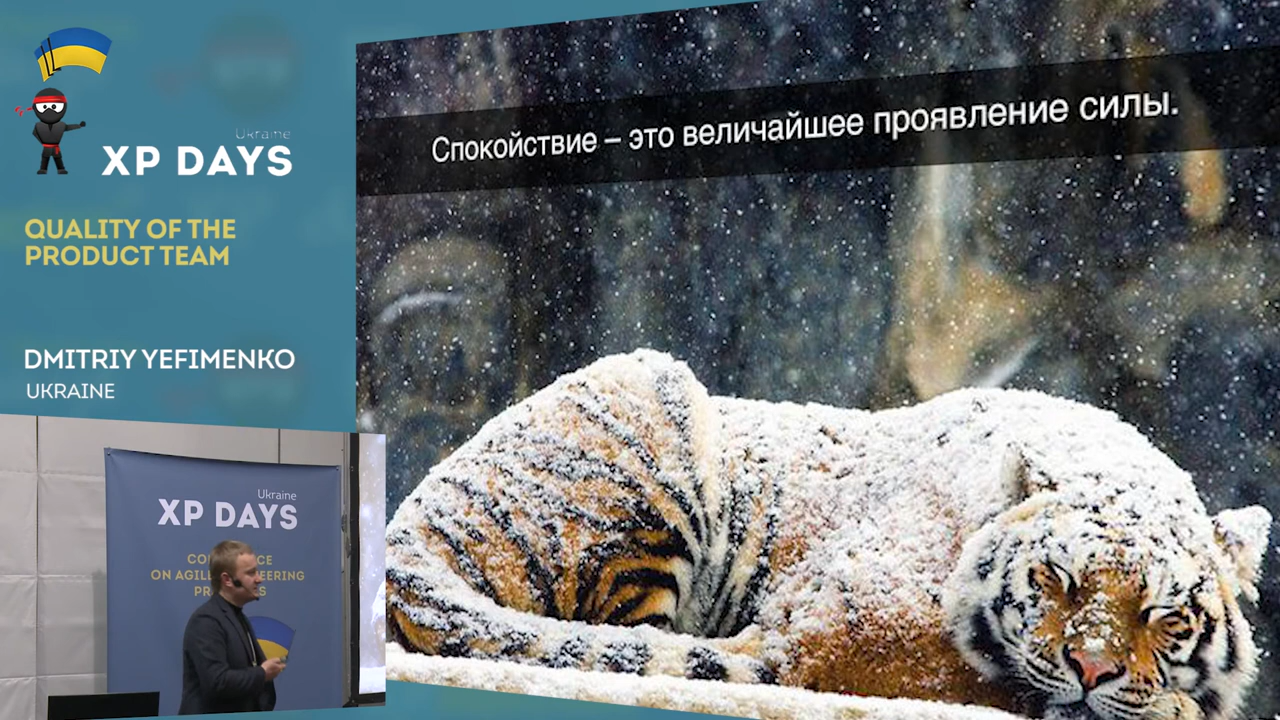 Ukraine
XP DAYS
QUALITY OF THE
PRODUCT TEAM
DMITRIY YEFIMENKO
UKRAINE
Спокойствие – это величайшее проявление силы.
Ukraine
XP DAYS
ON